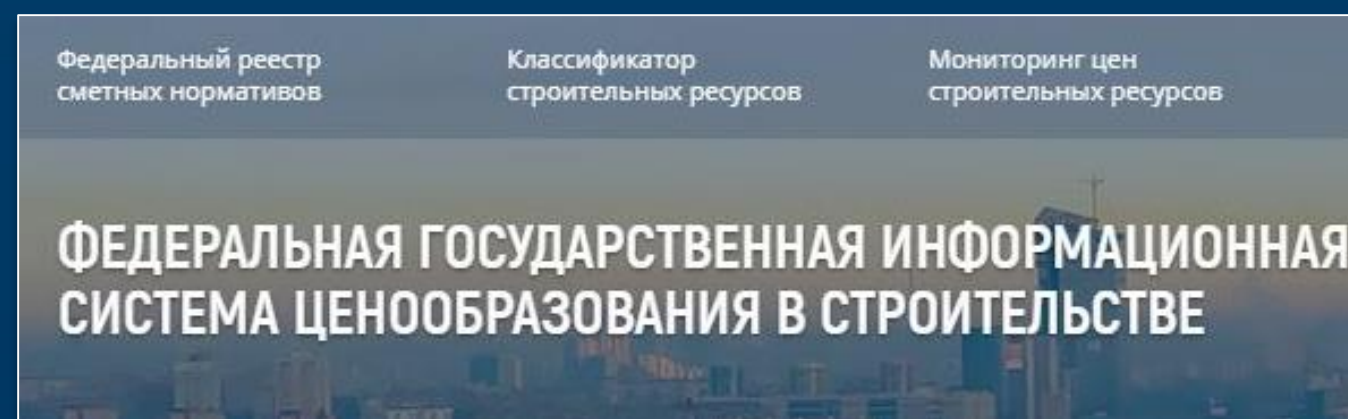 Федеральный реестр
сметных нормативов
Классификатор
строительных ресурсов
Мониторинг цен
строительных ресурсов
ФЕДЕРАЛЬНАЯ ГОСУДАРСТВЕННАЯ ИНФОРМАЦИОННАЯ
СИСТЕМА ЦЕНООБРАЗОВАНИЯ В СТРОИТЕЛЬСТВЕ